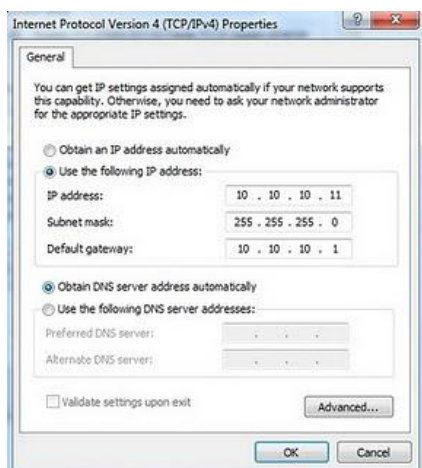 Internet Protocol Version 4 (TCP/IPv4) Properties
General
You can get IP settings assigned automatically if your network supports
this capability. Otherwise, you need to ask your network administrator
for the appropriate IP settings.
Obtain an IP address automatically
Use the following IP address:
IP address: 10 . 10 . 10 . 11
Subnet mask: 255 . 255 . 255 . 0
Default gateway: 10 . 10 . 10 . 1
Obtain DNS server address automatically
Use the following DNS server addresses:
Preferred DNS server: . . .
Alternate DNS server: . . .
Validate settings upon exit
Advanced...
OK Cancel